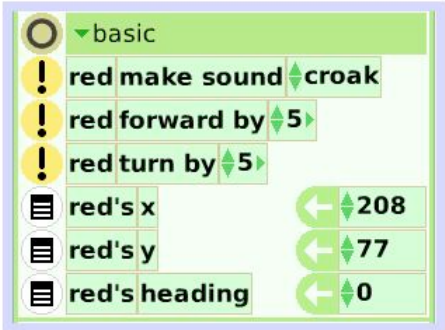 basic
red make sound croak
red forward by 5
red turn by 5
red's x 208
red's y 77
red's heading 0